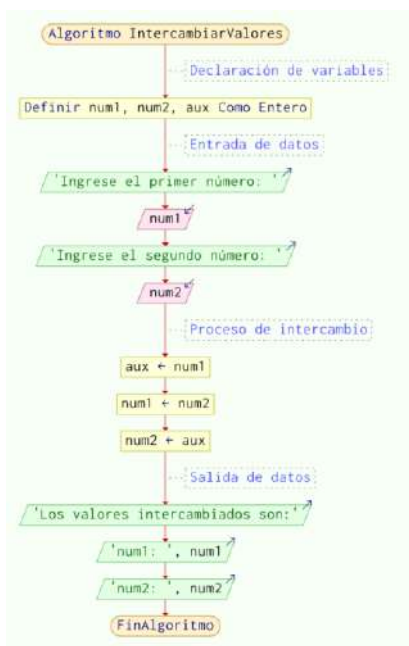 Algoritmo IntercambiarValores
Declaración de variables
Definir num1, num2, aux Como Entero
Entrada de datos
'Ingrese el primer número: '
num1
'Ingrese el segundo número: '
num2
Proceso de intercambio
aux ← num1
num1 ← num2
num2 ← aux
Salida de datos
'Los valores intercambiados son:'
'num1: ', num1
'num2: ', num2
FinAlgoritmo